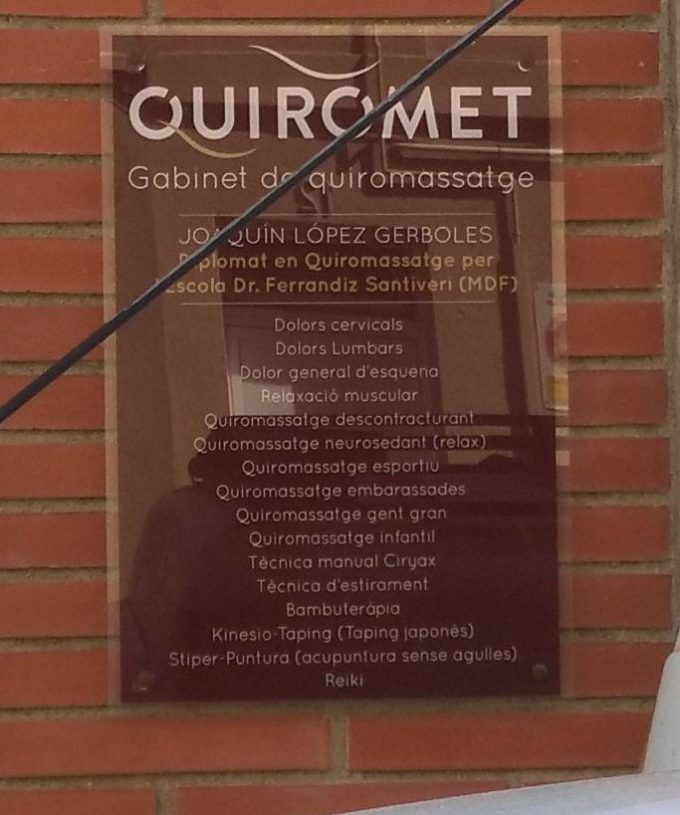 QUIROMET
Gabinet de quiromassatge
JOAQUÍN LÓPEZ GERBOLES
Diplomat en Quiromassatge per
l'Escola Dr. Ferrandiz Santiveri (MDF)
Dolors cervicals
Dolors Lumbars
Dolor general d'esquena
Relaxació muscular
Quiromassatge descontracturant
Quiromassatge neurosedant (relax)
Quiromassatge esportiu
Quiromassatge embarassades
Quiromassatge gent gran
Quiromassatge infantil
Tècnica manual Ciryax
Tècnica d'estirament
Bambuteràpia
Kinesio-Taping (Taping japonés)
Stiper-Puntura (acupuntura sense agulles)
Reiki